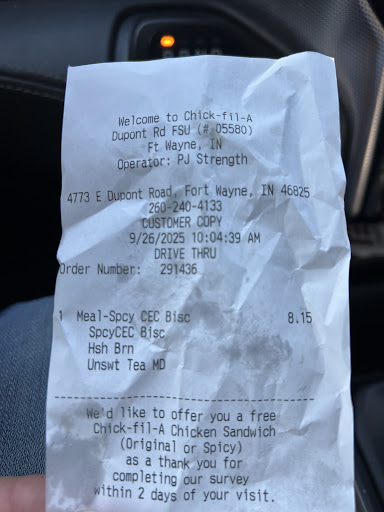 Welcome to Chick-fil-A
Dupont Rd FSU (# 05580)
Ft Wayne, IN
Operator: PJ Strength
4773 E Dupont Road, Fort Wayne, IN 46825
260-240-4133
CUSTOMER COPY
9/26/2025 10:04:39 AM
DRIVE THRU
Order Number: 291436
1 Meal-Spcy CEC Bisc 8.15
SpcyCEC Bisc
Hsh Brn
Unswt Tea MD
We'd like to offer you a free
Chick-fil-A Chicken Sandwich
(Original or Spicy)
as a thank you for
completing our survey
within 2 days of your visit.